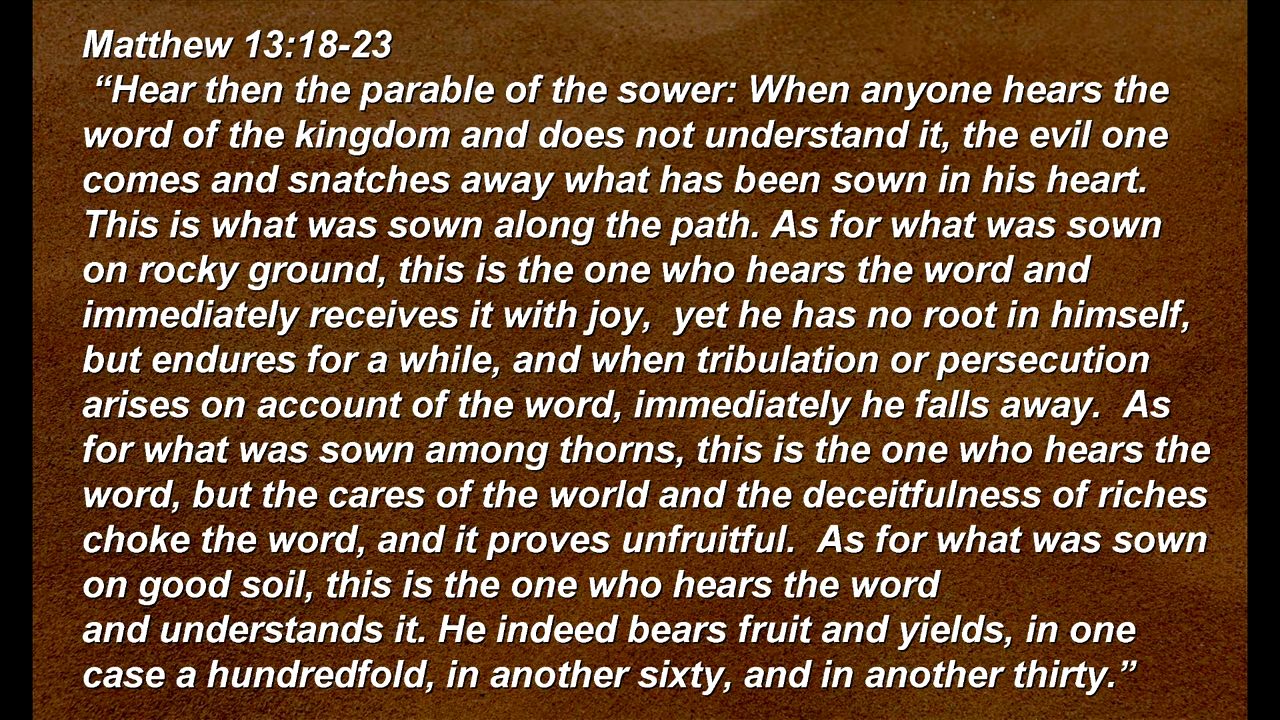 Matthew 13:18-23
“Hear then the parable of the sower: When anyone hears the
word of the kingdom and does not understand it, the evil one
comes and snatches away what has been sown in his heart.
This is what was sown along the path. As for what was sown
on rocky ground, this is the one who hears the word and
immediately receives it with joy,  yet he has no root in himself,
but endures for a while, and when tribulation or persecution
arises on account of the word, immediately he falls away.  As
for what was sown among thorns, this is the one who hears the
word, but the cares of the world and the deceitfulness of riches
choke the word, and it proves unfruitful.  As for what was sown
on good soil, this is the one who hears the word
and understands it. He indeed bears fruit and yields, in one
case a hundredfold, in another sixty, and in another thirty.”